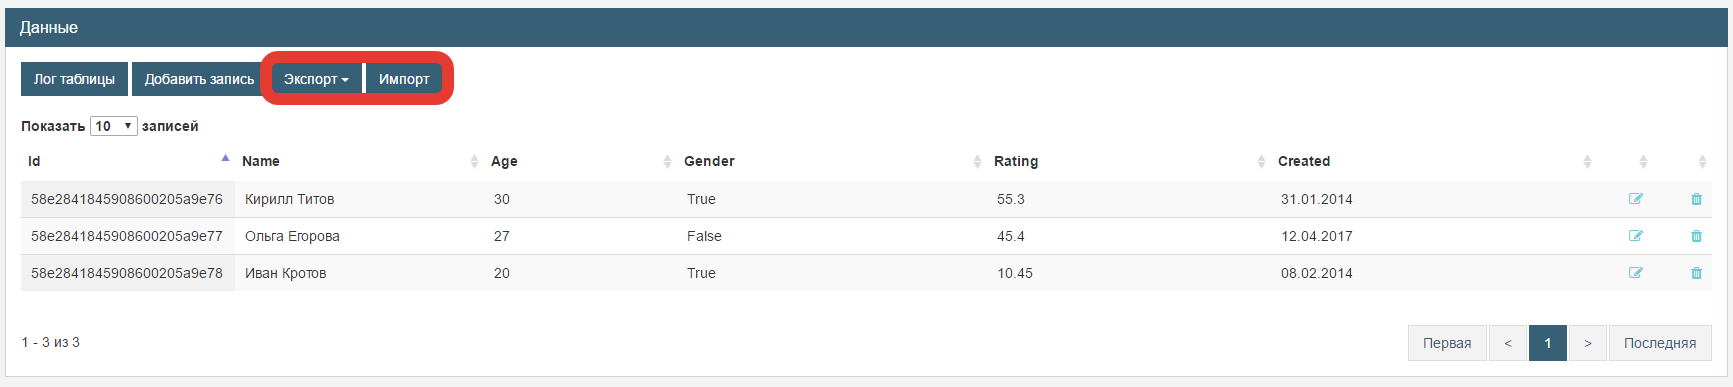 Данные
Лог таблицы Добавить запись Экспорт Импорт
Показать 10 записей
Id Name Age Gender Rating Created
58e2841845908600205a9e76 Кирилл Титов 30 True 55.3 31.01.2014
58e2841845908600205a9e77 Ольга Егорова 27 False 45.4 12.04.2017
58e2841845908600205a9e78 Иван Кротов 20 True 10.45 08.02.2014
1 - 3 из 3 Первая < 1 > Последняя